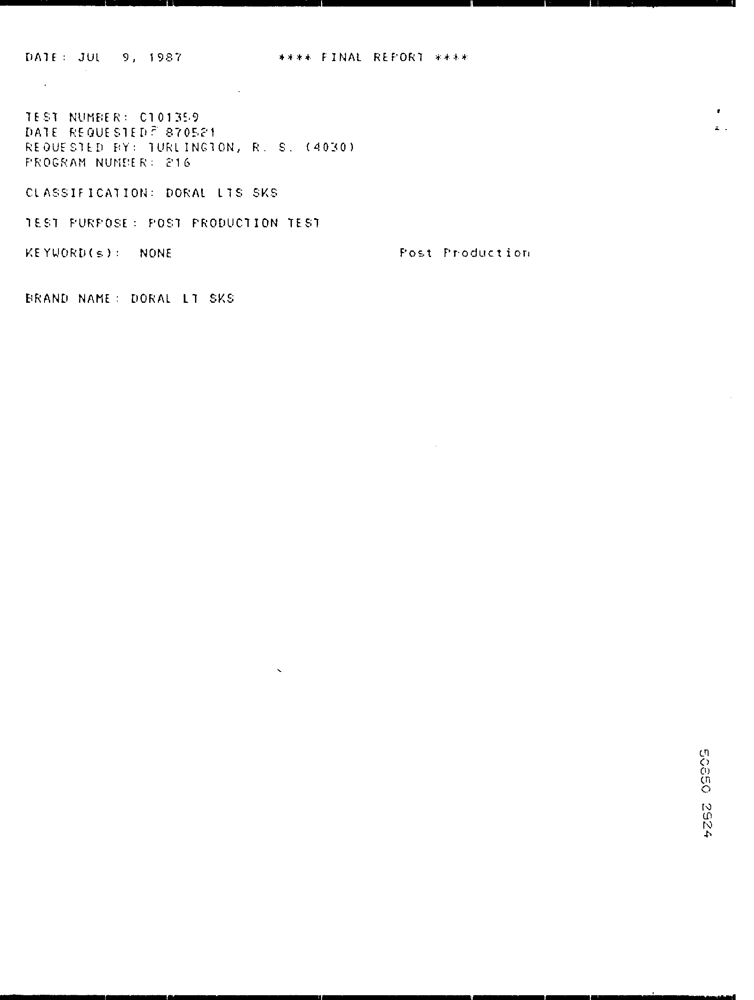 DATE: JUL 9, 1987 **** FINAL REPORT ****
TEST NUMBER: C101359
DATE REQUESTED: 870521
REQUESTED BY: TURLINGTON, R. S. (4030)
PROGRAM NUMBER: 216
CLASSIFICATION: DORAL LTS SKS
TEST PURPOSE: POST PRODUCTION TEST
KEYWORD(s): NONE Post Production
BRAND NAME: DORAL LT SKS
50850 2924